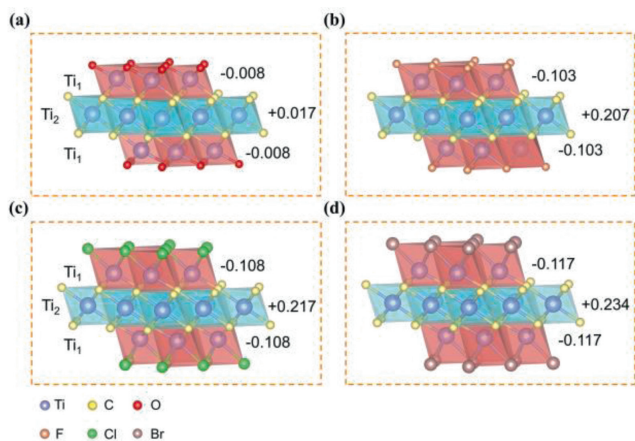 (a)
(b)
Ti₁
-0.008
-0.103
Ti₂
+0.017
+0.207
Ti₁
-0.008
-0.103
(c)
(d)
Ti₁
-0.108
-0.117
Ti₂
+0.217
+0.234
Ti₁
-0.108
-0.117
Ti C O
F Cl Br